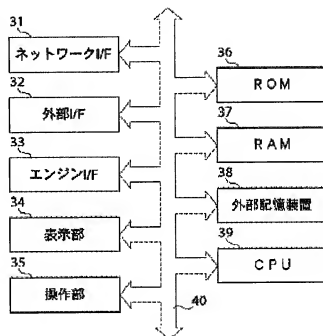 31
ネットワークI/F
32
外部I/F
33
エンジンI/F
34
表示部
35
操作部
36
ROM
37
RAM
38
外部記憶装置
39
CPU
40